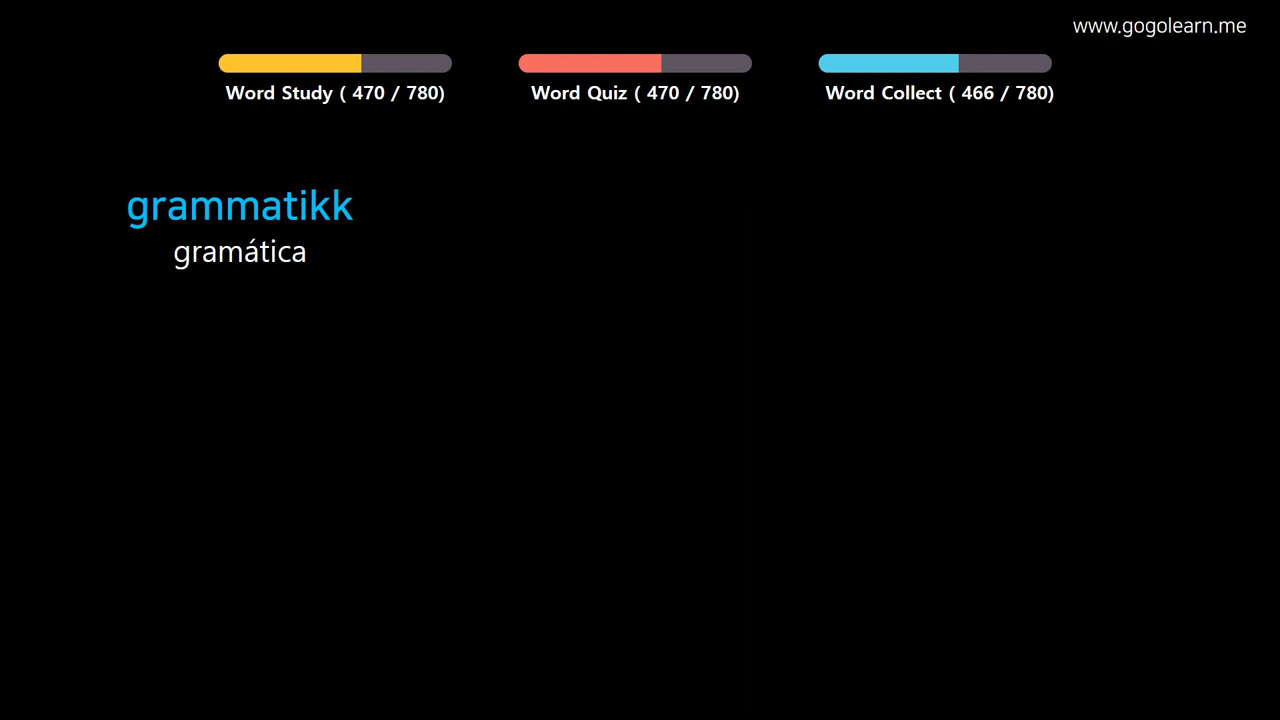 www.gogolearn.me
Word Study ( 470 / 780)
Word Quiz ( 470 / 780)
Word Collect ( 466 / 780)
grammatikk
gramática